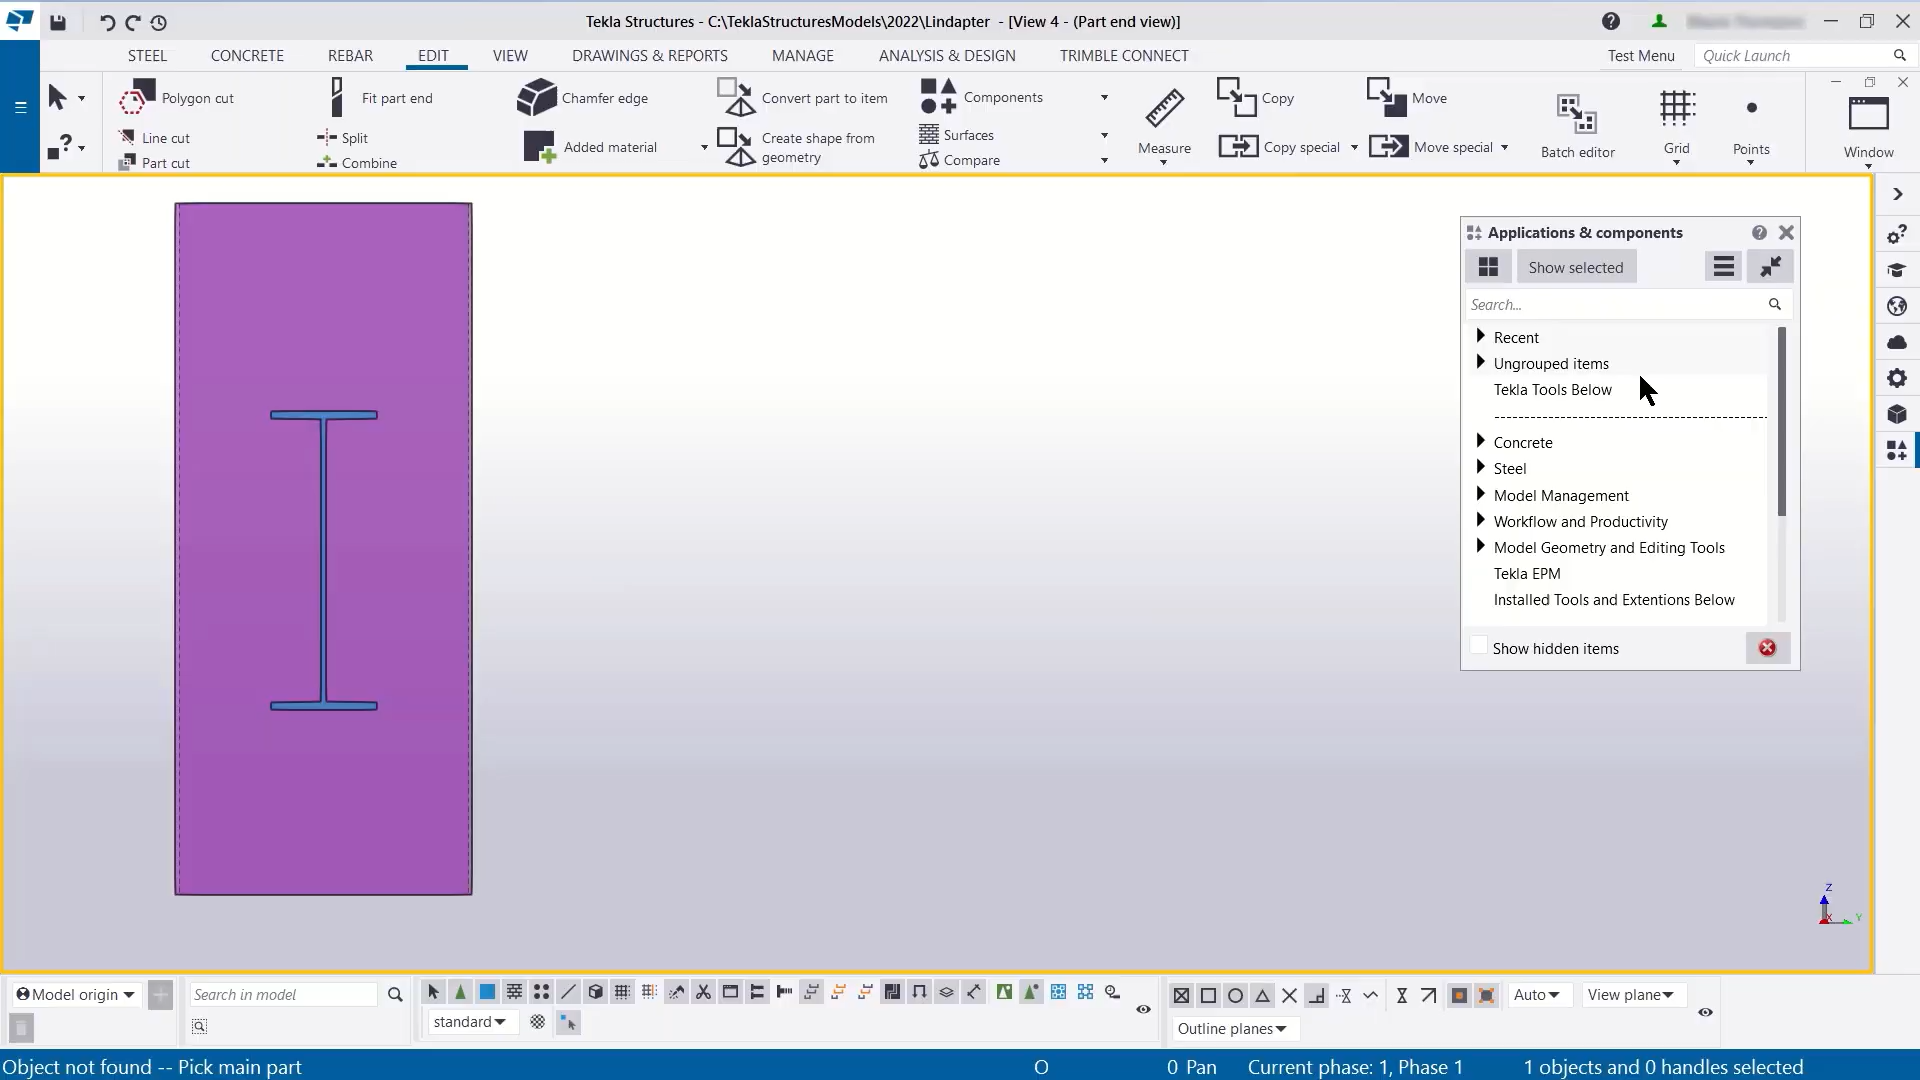 Tekla Structures - C:\TeklaStructuresModels\2022\Lindapter - [View 4 - (Part end view)]
STEEL CONCRETE REBAR EDIT VIEW DRAWINGS & REPORTS MANAGE ANALYSIS & DESIGN TRIMBLE CONNECT Test Menu Quick Launch
Polygon cut Fit part end Chamfer edge Convert part to item Components Copy Move
Line cut Split Added material Create shape from geometry Surfaces Measure Copy special Move special Batch editor Grid Points Window
Part cut Combine Compare
Applications & components
Show selected
Search...
Recent
Ungrouped items
Tekla Tools Below
Concrete
Steel
Model Management
Workflow and Productivity
Model Geometry and Editing Tools
Tekla EPM
Installed Tools and Extentions Below
Show hidden items
Z
X Y
Model origin Search in model Auto View plane
standard Outline planes
Object not found -- Pick main part O 0 Pan Current phase: 1, Phase 1 1 objects and 0 handles selected